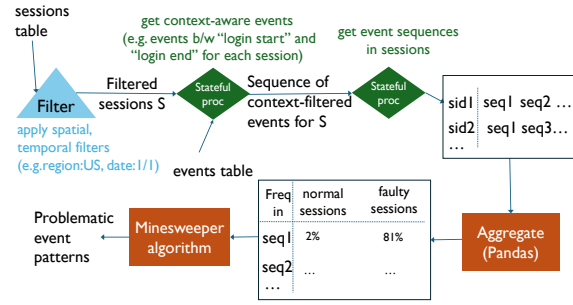 sessions
table
get context-aware events
(e.g. events b/w “login start” and
“login end” for each session)
get event sequences
in sessions
Filter
Filtered
sessions S
Stateful
proc
Sequence of
context-filtered
events for S
Stateful
proc
sid1 seq1 seq2 ...
sid2 seq1 seq3...
...
apply spatial,
temporal filters
(e.g.region:US, date:1/1)
events table
Problematic
event
patterns
Minesweeper
algorithm
Freq
in
normal
sessions
faulty
sessions
seq1 2% 81%
seq2 ... ...
...
Aggregate
(Pandas)